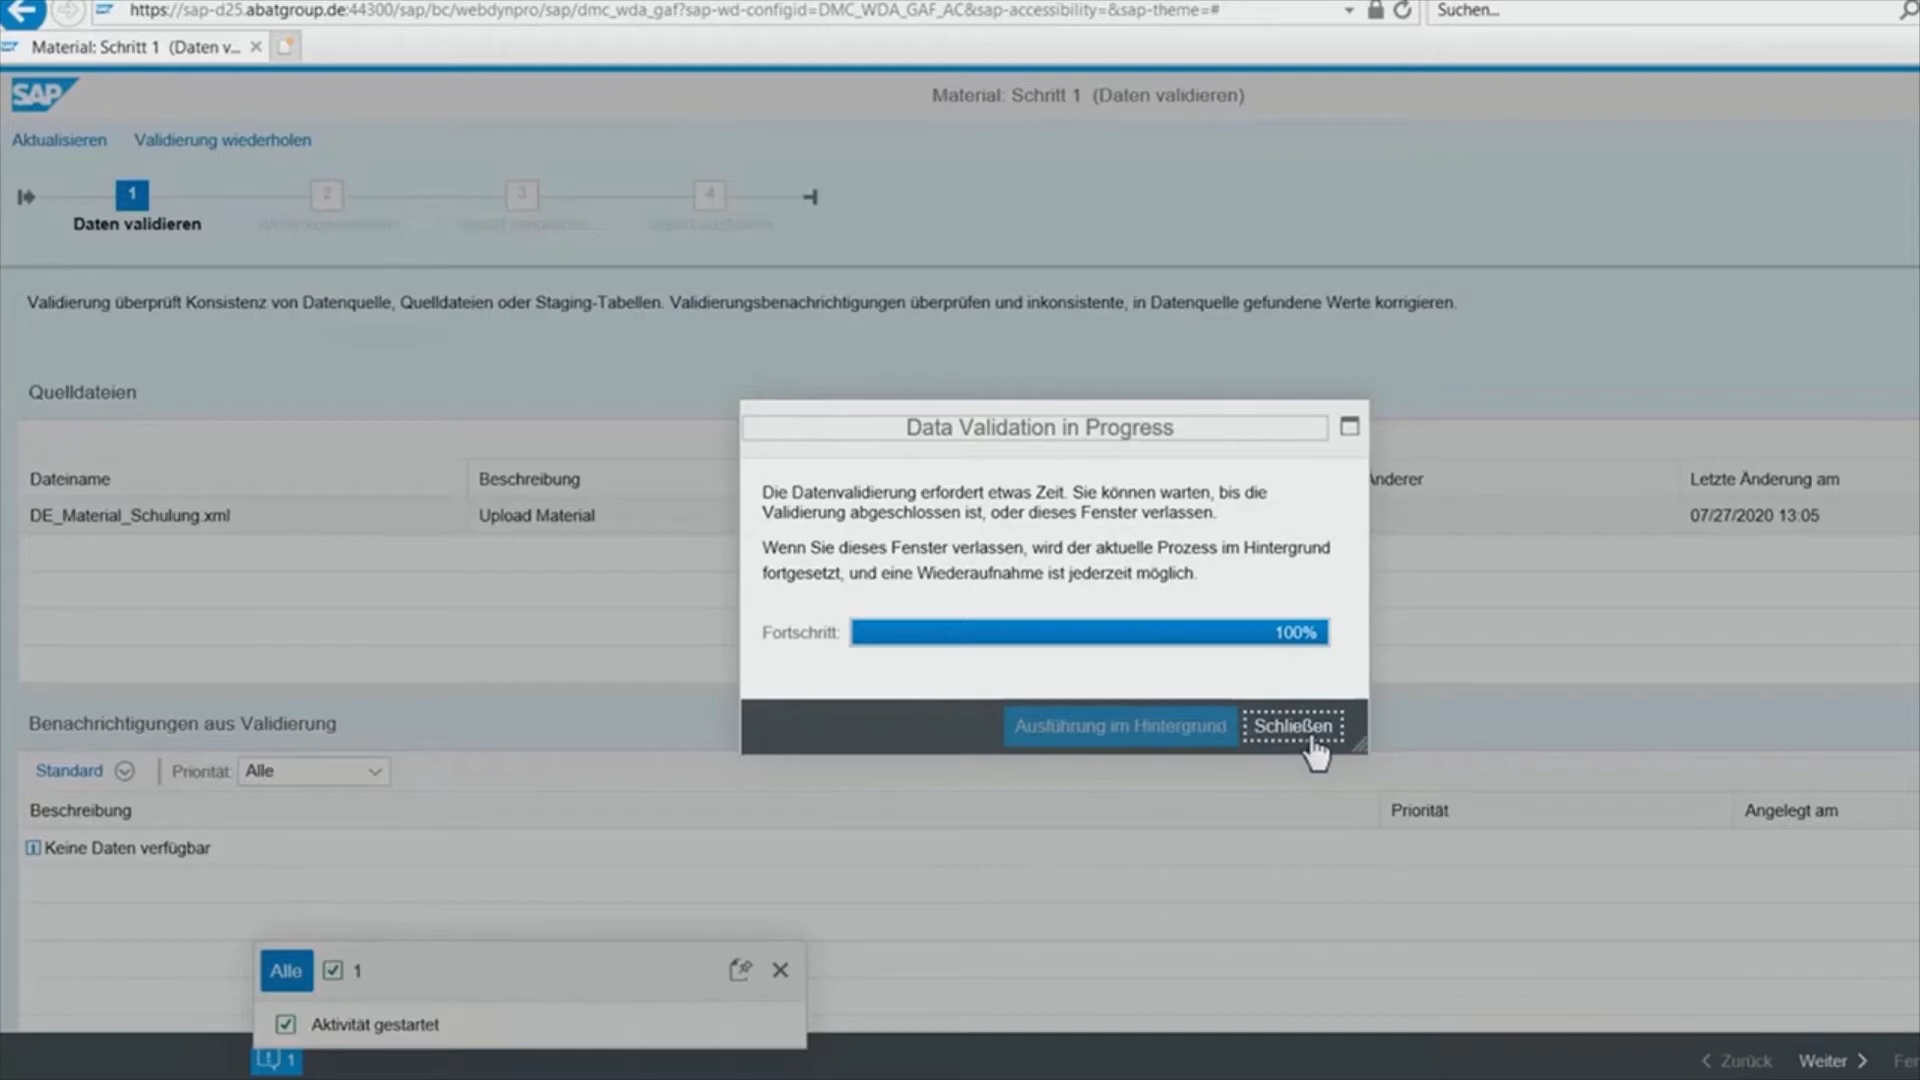 https://sap-d25.abatgroup.de:44300/sap/bc/webdynpro/sap/dmc_wda_gaf?sap-wd-configid=DMC_WDA_GAF_AC&sap-accessibility=&sap-theme=#
Suchen...
Material: Schritt 1 (Daten v...
SAP
Material: Schritt 1 (Daten validieren)
Aktualisieren Validierung wiederholen
1 2 3 4
Daten validieren
Validierung überprüft Konsistenz von Datenquelle, Quelldateien oder Staging-Tabellen. Validierungsbenachrichtigungen überprüfen und inkonsistente, in Datenquelle gefundene Werte korrigieren.
Quelldateien
Data Validation in Progress
Dateiname Beschreibung Letzte Änderung am
DE_Material_Schulung.xml Upload Material 07/27/2020 13:05
Die Datenvalidierung erfordert etwas Zeit. Sie können warten, bis die
Validierung abgeschlossen ist, oder dieses Fenster verlassen.
Wenn Sie dieses Fenster verlassen, wird der aktuelle Prozess im Hintergrund
fortgesetzt, und eine Wiederaufnahme ist jederzeit möglich.
Fortschritt: 100%
Ausführung im Hintergrund Schließen
Benachrichtigungen aus Validierung
Standard Priorität: Alle
Beschreibung Priorität Angelegt am
Keine Daten verfügbar
Alle 1
Aktivität gestartet
1
Zurück Weiter